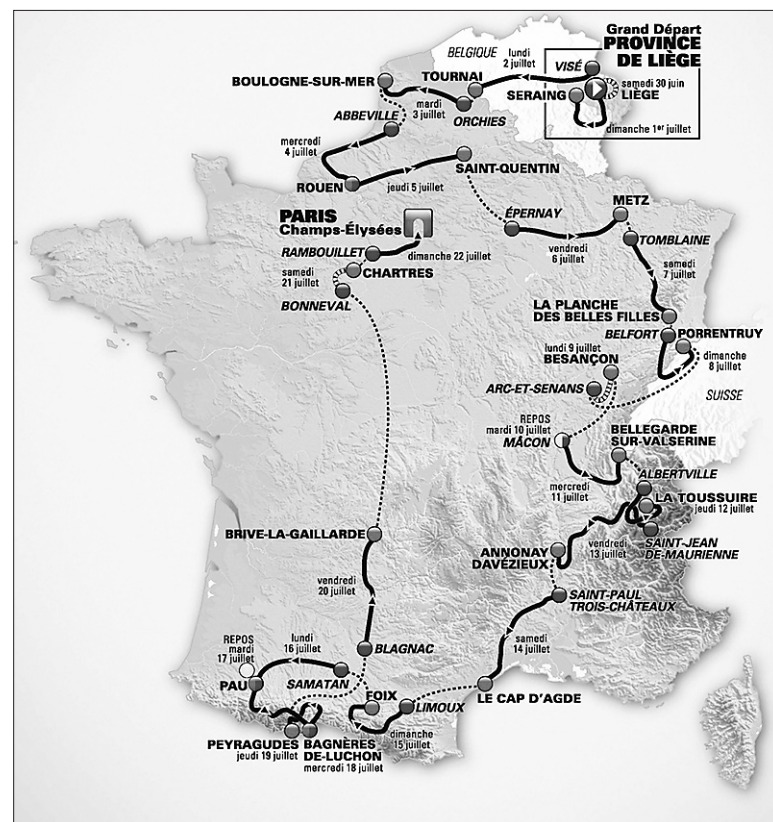 Grand Départ
PROVINCE
DE LIÈGE
BELGIQUE
lundi
2 juillet
VISÉ
samedi 30 juin
LIÈGE
SERAING
dimanche 1er juillet
TOURNAI
BOULOGNE-SUR-MER
mardi
3 juillet
ORCHIES
ABBEVILLE
mercredi
4 juillet
ROUEN
jeudi 5 juillet
SAINT-QUENTIN
ÉPERNAY
vendredi
6 juillet
METZ
TOMBLAINE
samedi
7 juillet
PARIS
Champs-Élysées
RAMBOUILLET
dimanche 22 juillet
samedi
21 juillet
CHARTRES
BONNEVAL
LA PLANCHE
DES BELLES FILLES
BELFORT
PORRENTRUY
dimanche
8 juillet
lundi 9 juillet
BESANÇON
ARC-ET-SENANS
SUISSE
REPOS
mardi 10 juillet
MÂCON
mercredi
11 juillet
BELLEGARDE
SUR-VALSERINE
ALBERTVILLE
LA TOUSSUIRE
jeudi 12 juillet
SAINT-JEAN
DE-MAURIENNE
vendredi
13 juillet
ANNONAY
DAVÉZIEUX
SAINT-PAUL
TROIS-CHÂTEAUX
samedi
14 juillet
LE CAP D'AGDE
BRIVE-LA-GAILLARDE
vendredi
20 juillet
BLAGNAC
lundi
16 juillet
REPOS
mardi
17 juillet
PAU
SAMATAN
FOIX
LIMOUX
dimanche
15 juillet
PEYRAGUDES
jeudi 19 juillet
BAGNÈRES
DE-LUCHON
mercredi 18 juillet